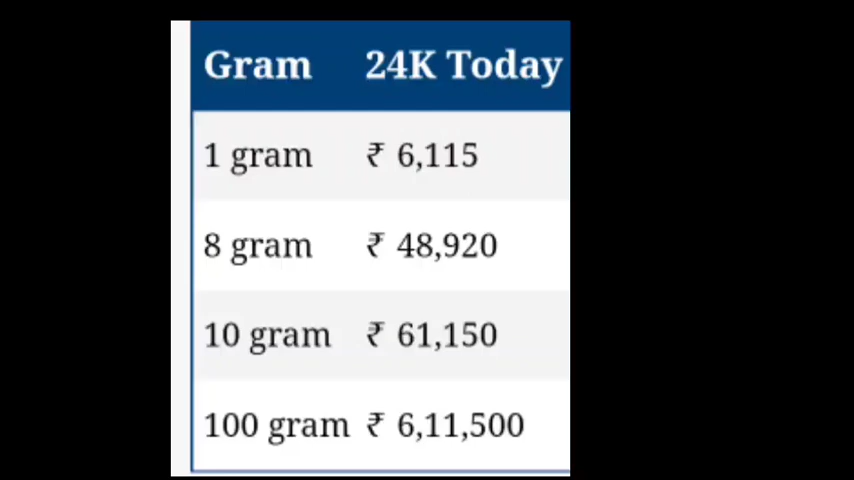 Gram 24K Today
1 gram ₹ 6,115
8 gram ₹ 48,920
10 gram ₹ 61,150
100 gram ₹ 6,11,500